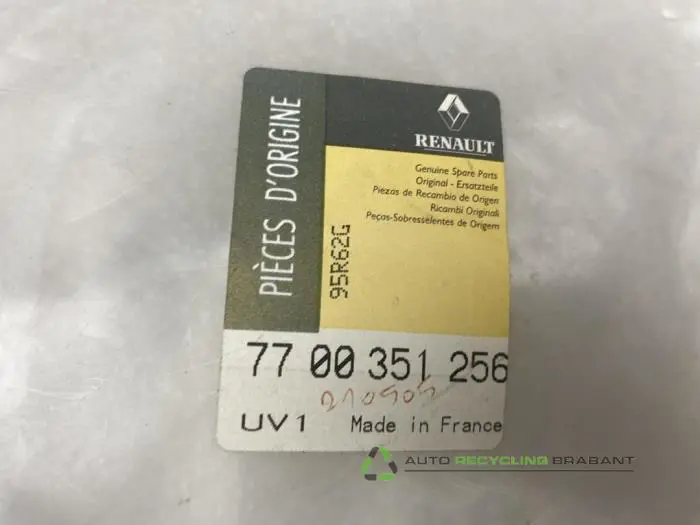 PIÈCES D'ORIGINE
RENAULT
Genuine Spare Parts
Original - Ersatzteile
Piezas de Recambio de Origen
Ricambi Originali
Peças-Sobresselentes de Origem
95R62G
77 00 351 256
UV1 Made in France
AUTO RECYCLING BRABANT